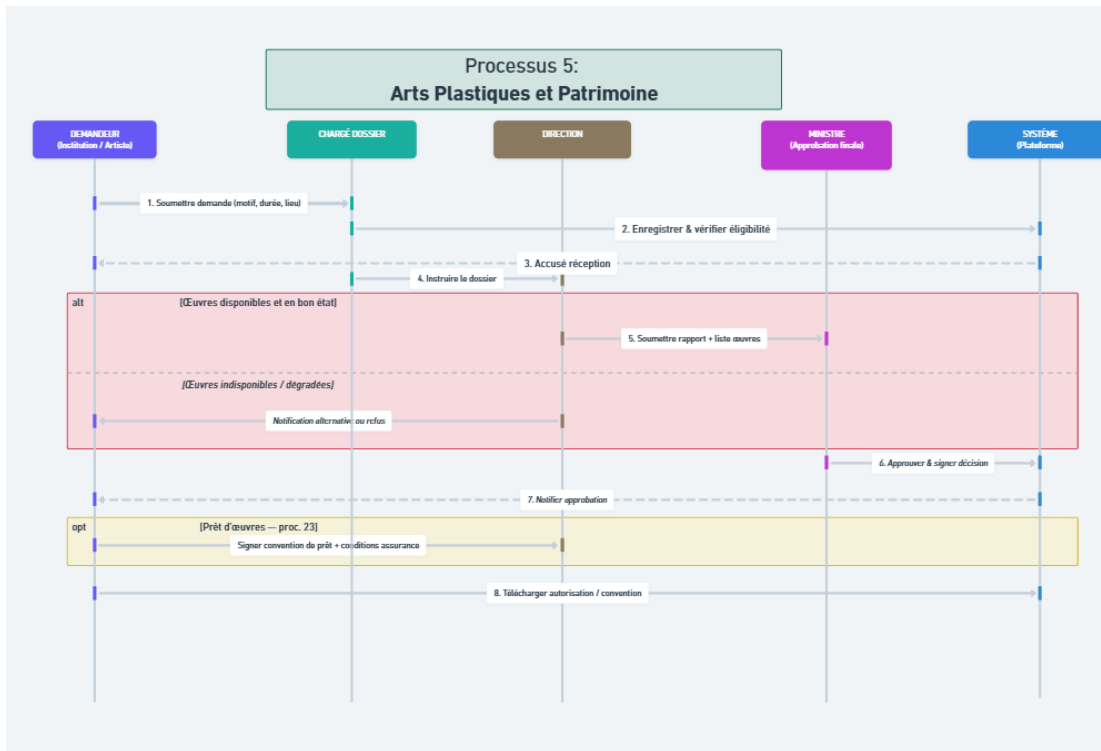 Processus 5:
Arts Plastiques et Patrimoine
DEMANDEUR
(Institution / Artiste)
CHARGÉ DOSSIER
DIRECTION
MINISTRE
(Approbation finale)
SYSTÈME
(Plateforme)
1. Soumettre demande (motif, durée, lieu)
2. Enregistrer & vérifier éligibilité
3. Accusé réception
4. Instruire le dossier
alt
[Œuvres disponibles et en bon état]
5. Soumettre rapport + liste œuvres
[Œuvres indisponibles / dégradées]
Notification alternative ou refus
6. Approuver & signer décision
7. Notifier approbation
opt
[Prêt d'œuvres — proc. 23]
Signer convention de prêt + conditions assurance
8. Télécharger autorisation / convention